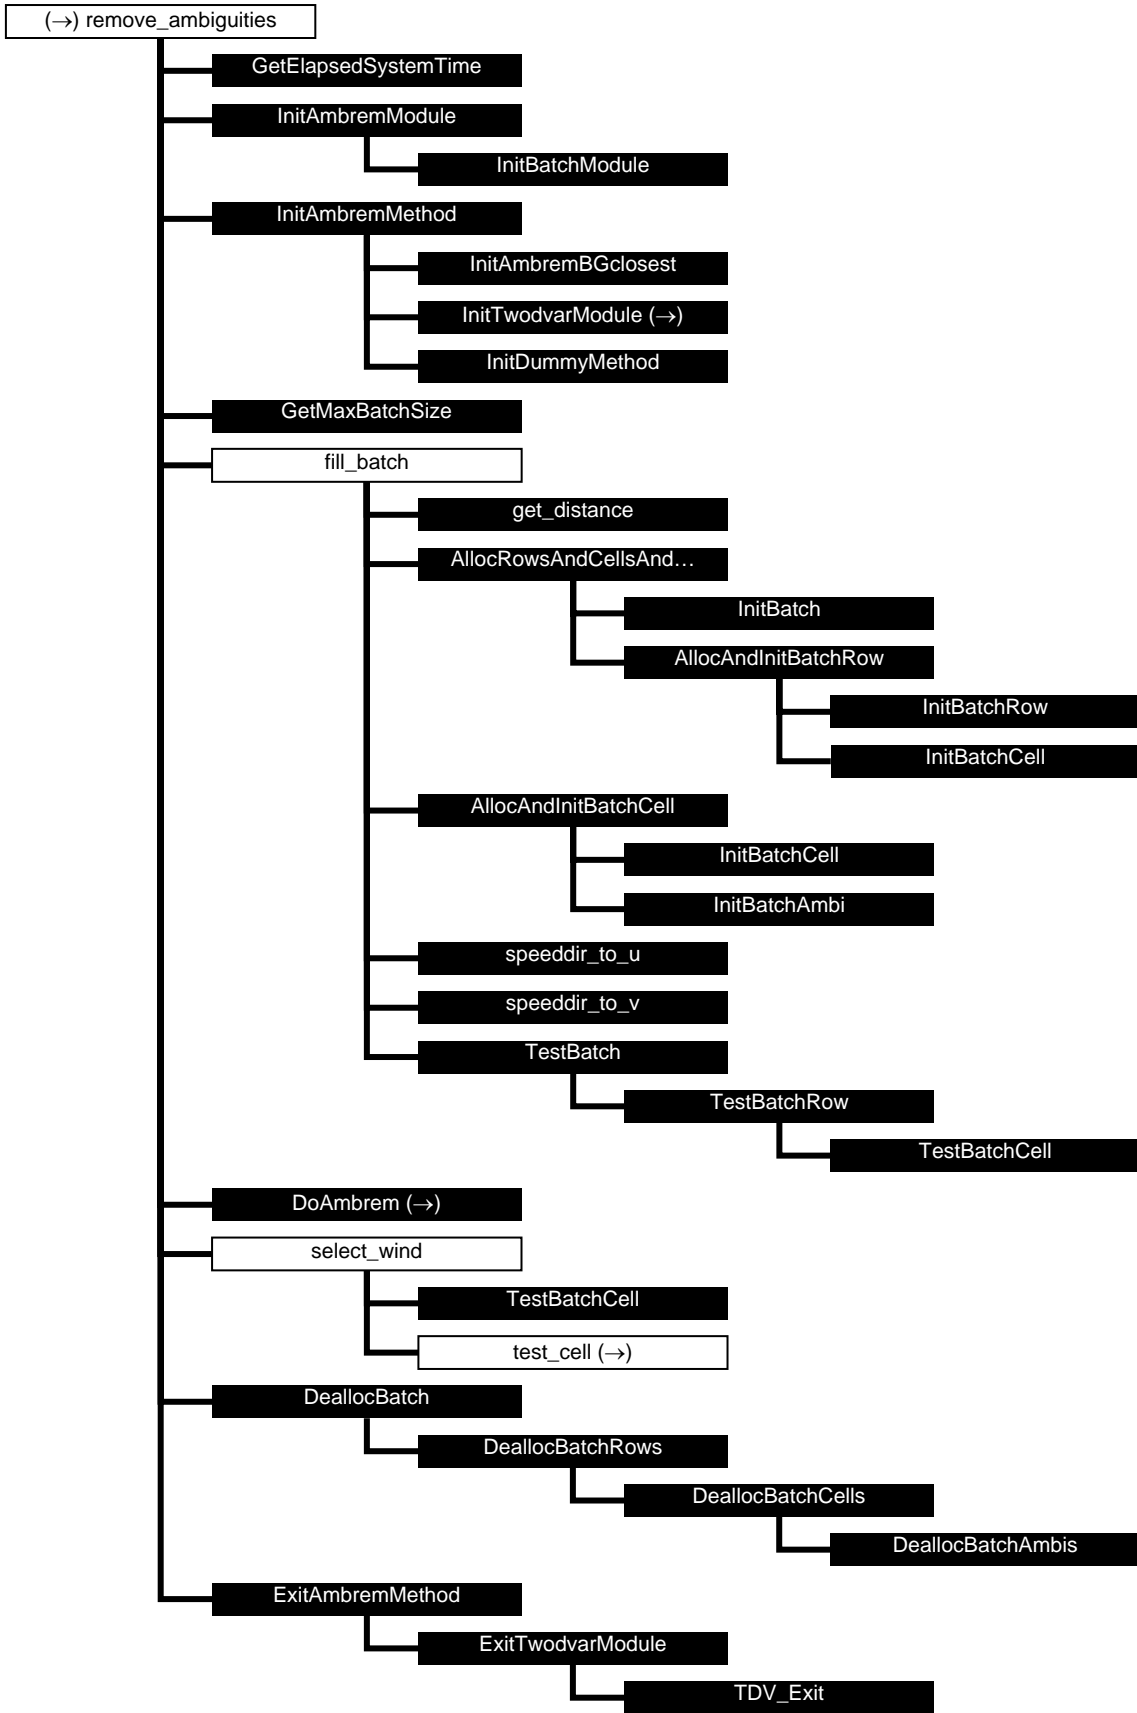 (→) remove_ambiguities
GetElapsedSystemTime
InitAmbremModule
InitBatchModule
InitAmbremMethod
InitAmbremBGclosest
InitTwodvarModule (→)
InitDummyMethod
GetMaxBatchSize
fill_batch
get_distance
AllocRowsAndCellsAnd…
InitBatch
AllocAndInitBatchRow
InitBatchRow
InitBatchCell
AllocAndInitBatchCell
InitBatchCell
InitBatchAmbi
speeddir_to_u
speeddir_to_v
TestBatch
TestBatchRow
TestBatchCell
DoAmbrem (→)
select_wind
TestBatchCell
test_cell (→)
DeallocBatch
DeallocBatchRows
DeallocBatchCells
DeallocBatchAmbis
ExitAmbremMethod
ExitTwodvarModule
TDV_Exit